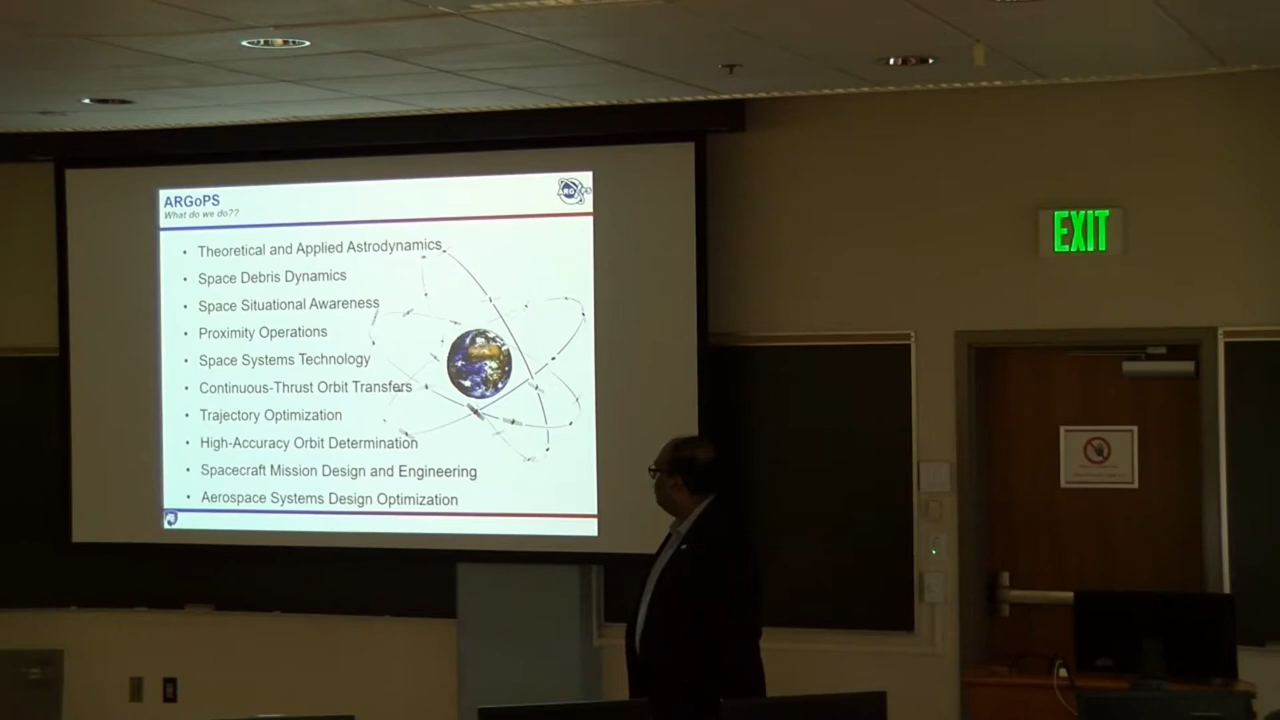 ARGoPS
What do we do??
• Theoretical and Applied Astrodynamics
• Space Debris Dynamics
• Space Situational Awareness
• Proximity Operations
• Space Systems Technology
• Continuous-Thrust Orbit Transfers
• Trajectory Optimization
• High-Accuracy Orbit Determination
• Spacecraft Mission Design and Engineering
• Aerospace Systems Design Optimization
EXIT